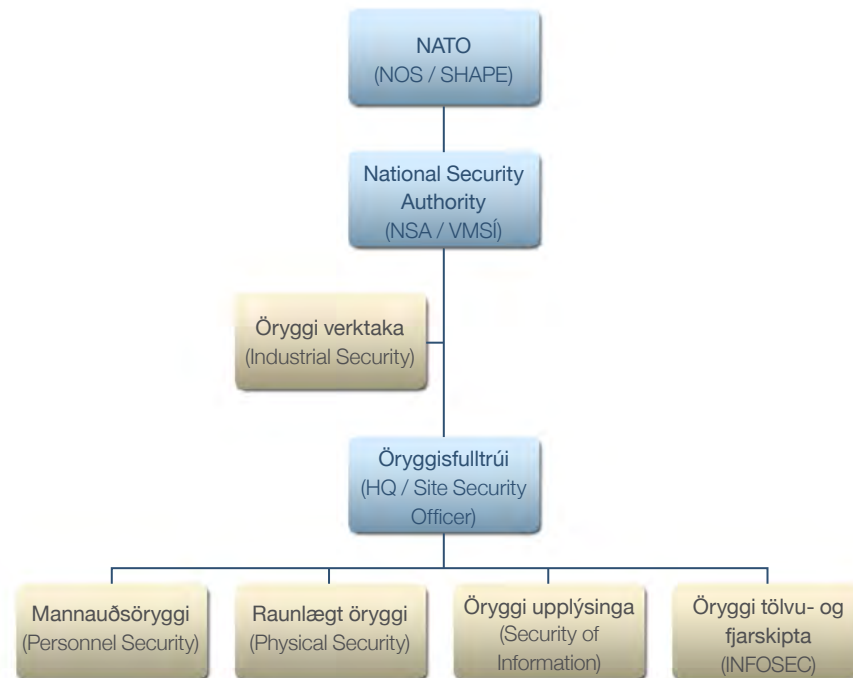 NATO
(NOS / SHAPE)
National Security
Authority
(NSA / VMSÍ)
Öryggi verktaka
(Industrial Security)
Öryggisfulltrúi
(HQ / Site Security
Officer)
Mannauðsöryggi
(Personnel Security)
Raunlægt öryggi
(Physical Security)
Öryggi upplýsinga
(Security of
Information)
Öryggi tölvu- og
fjarskipta
(INFOSEC)